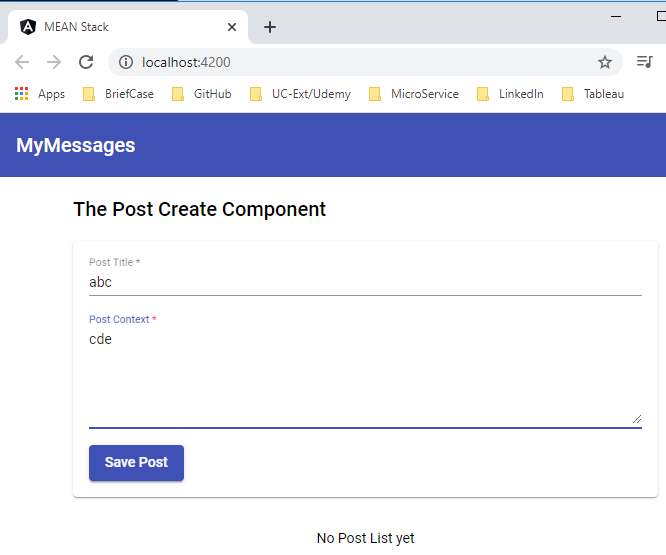 MEAN Stack
localhost:4200
Apps BriefCase GitHub UC-Ext/Udemy MicroService LinkedIn Tableau
MyMessages
The Post Create Component
Post Title *
abc
Post Context *
cde
Save Post
No Post List yet